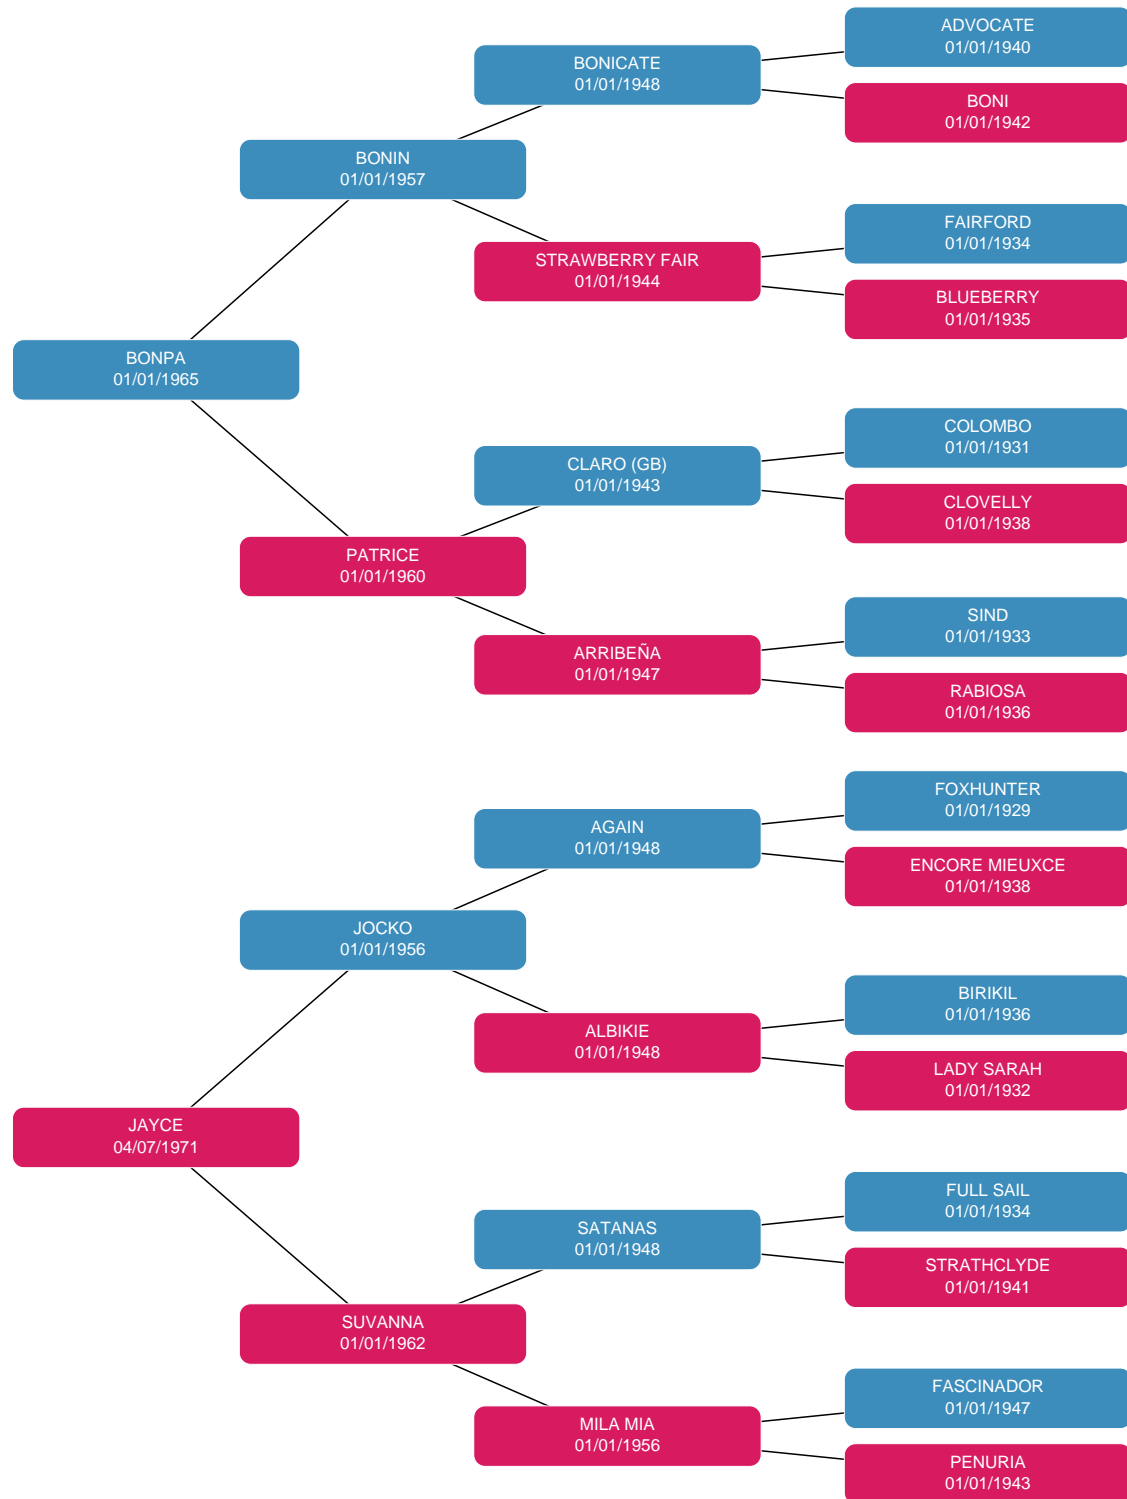 ADVOCATE
01/01/1940
BONICATE
01/01/1948
BONI
01/01/1942
BONIN
01/01/1957
FAIRFORD
01/01/1934
STRAWBERRY FAIR
01/01/1944
BLUEBERRY
01/01/1935
BONPA
01/01/1965
COLOMBO
01/01/1931
CLARO (GB)
01/01/1943
CLOVELLY
01/01/1938
PATRICE
01/01/1960
SIND
01/01/1933
ARRIBEÑA
01/01/1947
RABIOSA
01/01/1936
FOXHUNTER
01/01/1929
AGAIN
01/01/1948
ENCORE MIEUXCE
01/01/1938
JOCKO
01/01/1956
BIRIKIL
01/01/1936
ALBIKIE
01/01/1948
LADY SARAH
01/01/1932
JAYCE
04/07/1971
FULL SAIL
01/01/1934
SATANAS
01/01/1948
STRATHCLYDE
01/01/1941
SUVANNA
01/01/1962
FASCINADOR
01/01/1947
MILA MIA
01/01/1956
PENURIA
01/01/1943